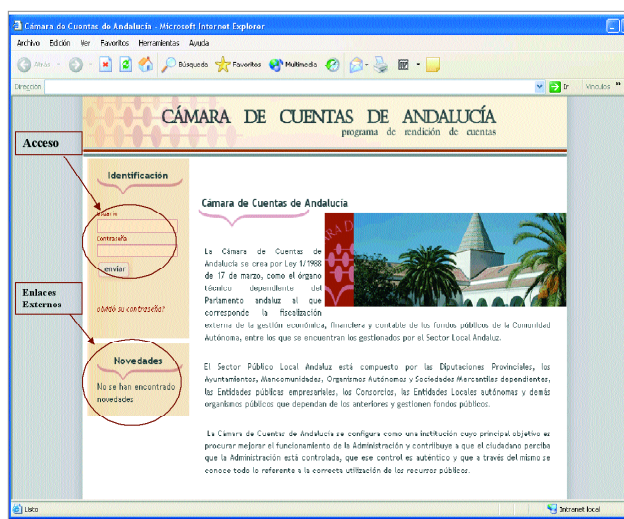 Cámara de Cuentas de Andalucía - Microsoft Internet Explorer
Archivo Edición Ver Favoritos Herramientas Ayuda
Atrás Búsqueda Favoritos Multimedia
Dirección Ir Vínculos »
CÁMARA DE CUENTAS DE ANDALUCÍA
programa de rendición de cuentas
Acceso
Identificación
Usuario
Contraseña
enviar
olvidó su contraseña?
Enlaces
Externos
Novedades
No se han encontrado
novedades
Cámara de Cuentas de Andalucía
La Cámara de Cuentas de
Andalucía se crea por Ley 1/1988
de 17 de marzo, como el órgano
técnico dependiente del
Parlamento andaluz al que
corresponde la fiscalización
externa de la gestión económica, financiera y contable de los fondos públicos de la Comunidad
Autónoma, entre los que se encuentran los gestionados por el Sector Local Andaluz.
El Sector Público Local Andaluz está compuesto por las Diputaciones Provinciales, los
Ayuntamientos, Mancomunidades, Organismos Autónomos y Sociedades Mercantiles dependientes,
las Entidades públicas empresariales, los Consorcios, las Entidades Locales autónomas y demás
organismos públicos que dependan de los anteriores y gestionen fondos públicos.
La Cámara de Cuentas de Andalucía se configura como una institución cuyo principal objetivo es
procurar mejorar el funcionamiento de la Administración y contribuye a que el ciudadano perciba
que la Administración está controlada, que ese control es auténtico y que a través del mismo se
conoce todo lo referente a la correcta utilización de los recursos públicos.
Listo Intranet local